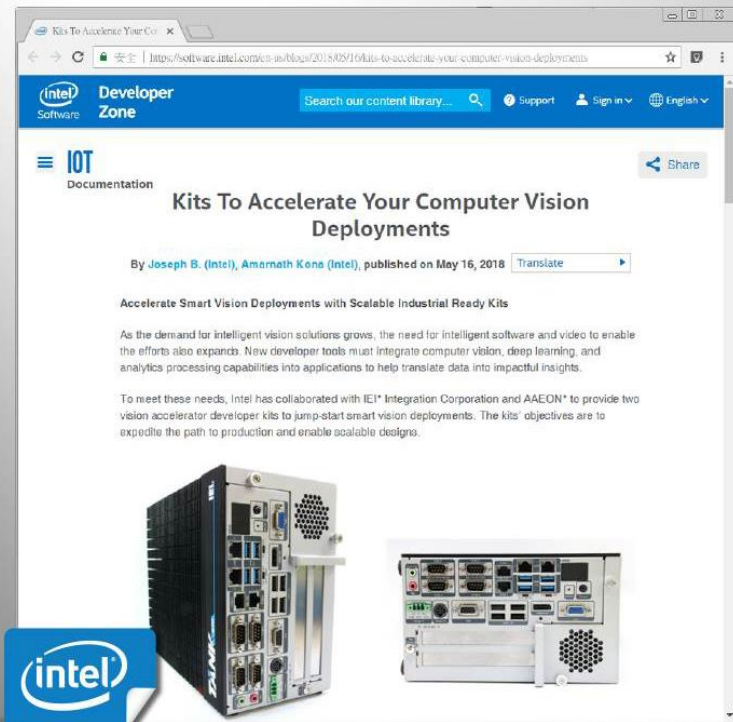 Kits To Accelerate Your Cor
安全 | https://software.intel.com/en-us/blogs/2018/05/16/kits-to-accelerate-your-computer-vision-deployments
intel
Software
Developer
Zone
Search our content library...
Support
Sign in
English
IOT
Documentation
Share
Kits To Accelerate Your Computer Vision
Deployments
By Joseph B. (Intel), Amarnath Kona (Intel), published on May 16, 2018
Translate
Accelerate Smart Vision Deployments with Scalable Industrial Ready Kits
As the demand for intelligent vision solutions grows, the need for intelligent software and video to enable
the efforts also expands. New developer tools must integrate computer vision, deep learning, and
analytics processing capabilities into applications to help translate data into impactful insights.
To meet these needs, Intel has collaborated with IEI* Integration Corporation and AAEON* to provide two
vision accelerator developer kits to jump-start smart vision deployments. The kits' objectives are to
expedite the path to production and enable scalable designs.
IEI
TANK
intel